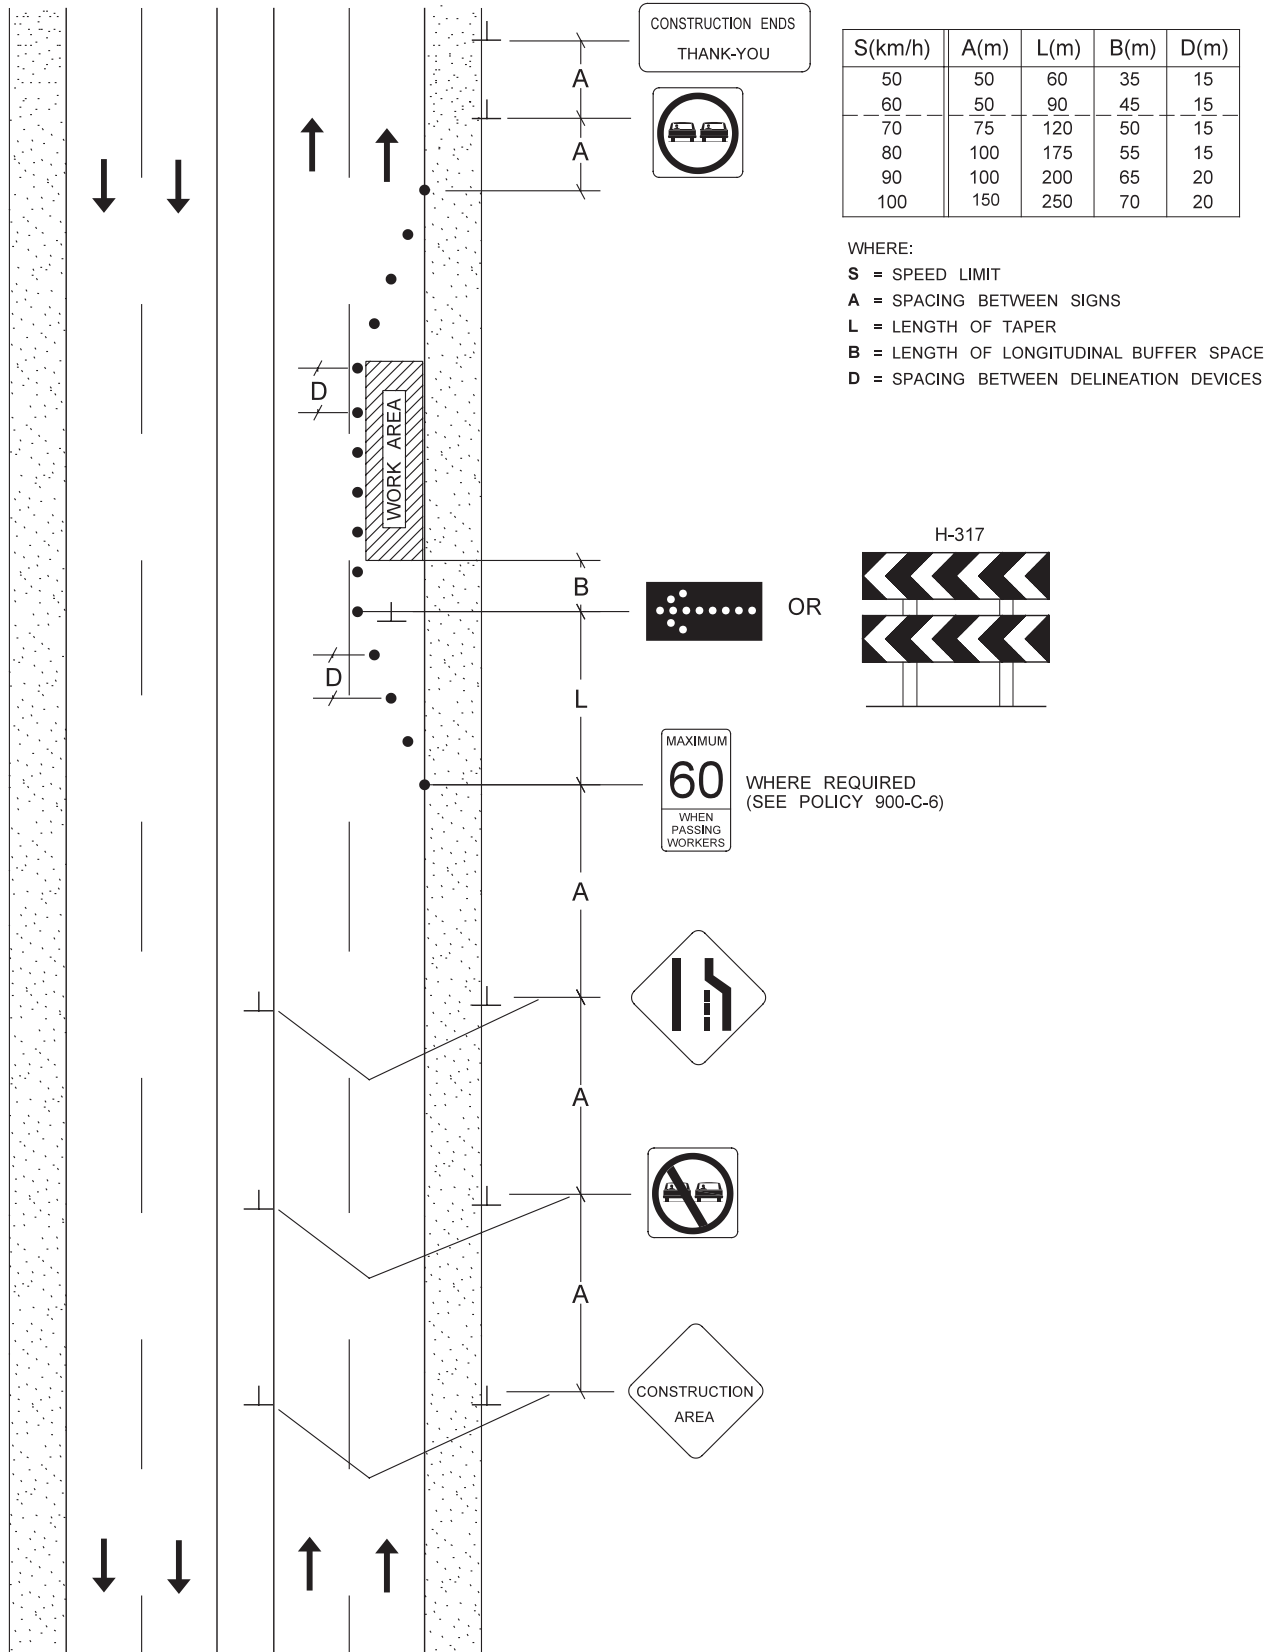 CONSTRUCTION ENDS
THANK-YOU
A
A
S(km/h) A(m) L(m) B(m) D(m)
50 50 60 35 15
60 50 90 45 15
70 75 120 50 15
80 100 175 55 15
90 100 200 65 20
100 150 250 70 20
WHERE:
S = SPEED LIMIT
A = SPACING BETWEEN SIGNS
L = LENGTH OF TAPER
B = LENGTH OF LONGITUDINAL BUFFER SPACE
D = SPACING BETWEEN DELINEATION DEVICES
D
WORK AREA
B
OR
H-317
D
L
MAXIMUM
60
WHEN
PASSING
WORKERS
WHERE REQUIRED
(SEE POLICY 900-C-6)
A
A
A
CONSTRUCTION
AREA